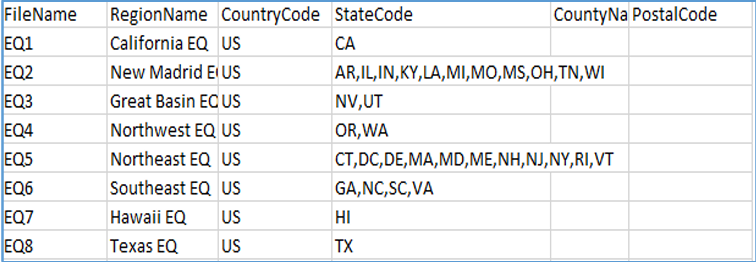 FileName RegionName CountryCode StateCode CountyNa PostalCode
EQ1 California EQ US CA
EQ2 New Madrid E US AR,IL,IN,KY,LA,MI,MO,MS,OH,TN,WI
EQ3 Great Basin EQ US NV,UT
EQ4 Northwest EQ US OR,WA
EQ5 Northeast EQ US CT,DC,DE,MA,MD,ME,NH,NJ,NY,RI,VT
EQ6 Southeast EQ US GA,NC,SC,VA
EQ7 Hawaii EQ US HI
EQ8 Texas EQ US TX